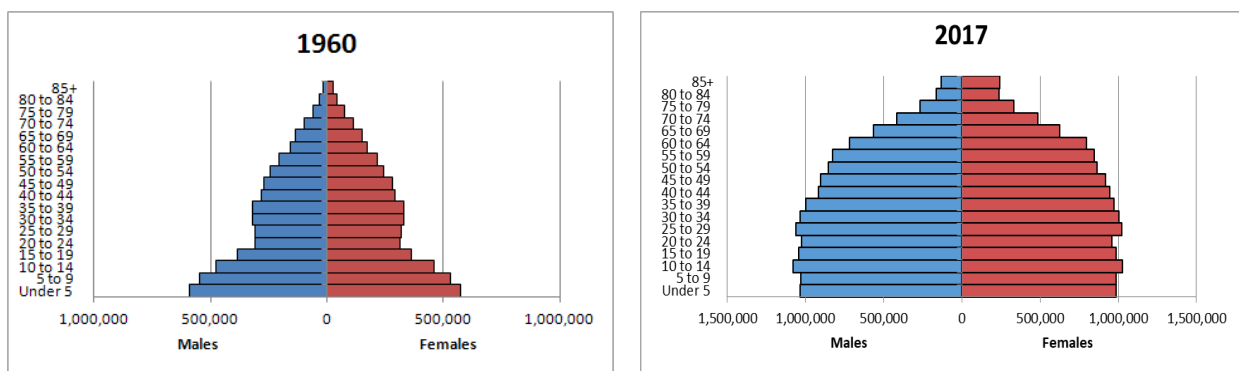 1960
85+
80 to 84
75 to 79
70 to 74
65 to 69
60 to 64
55 to 59
50 to 54
45 to 49
40 to 44
35 to 39
30 to 34
25 to 29
20 to 24
15 to 19
10 to 14
5 to 9
Under 5
1,000,000 500,000 0 500,000 1,000,000
Males Females
2017
85+
80 to 84
75 to 79
70 to 74
65 to 69
60 to 64
55 to 59
50 to 54
45 to 49
40 to 44
35 to 39
30 to 34
25 to 29
20 to 24
15 to 19
10 to 14
5 to 9
Under 5
1,500,000 1,000,000 500,000 0 500,000 1,000,000 1,500,000
Males Females